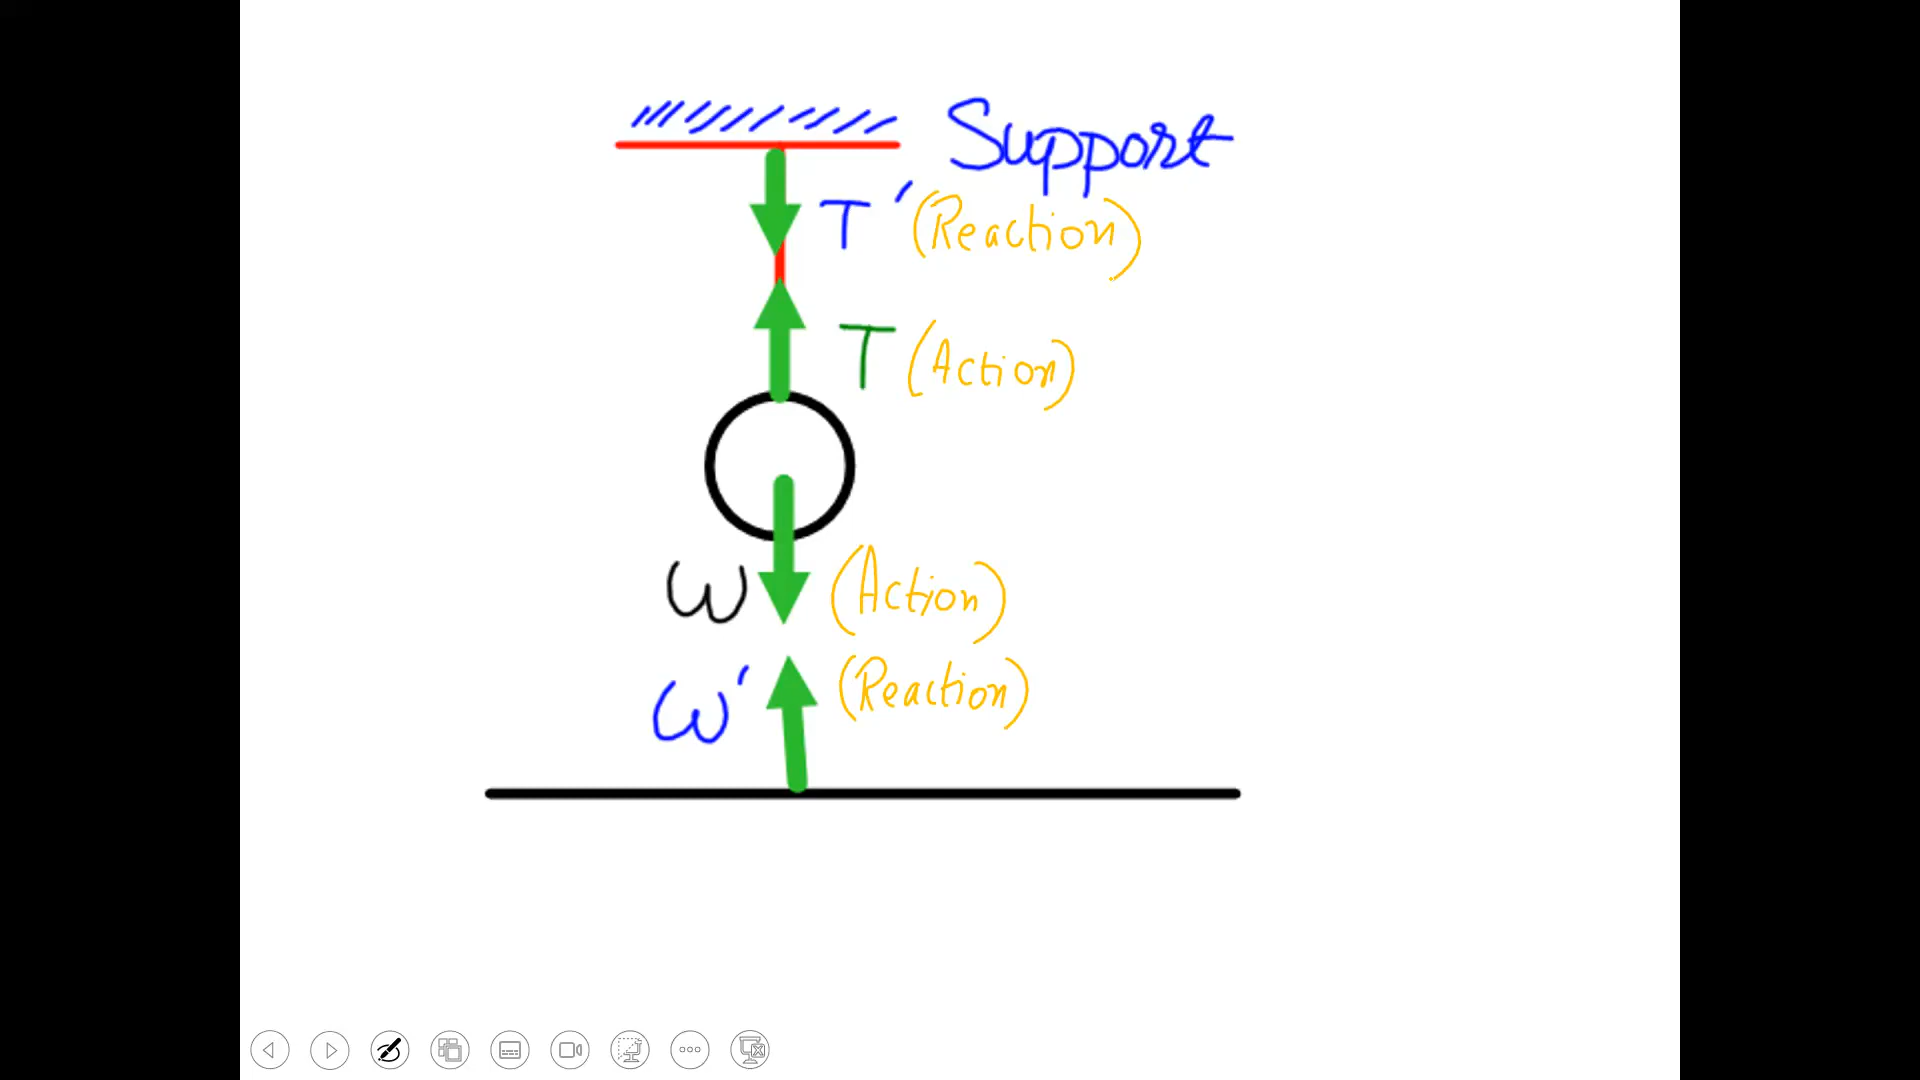 Support
T' (Reaction)
T (Action)
W (Action)
W' (Reaction)